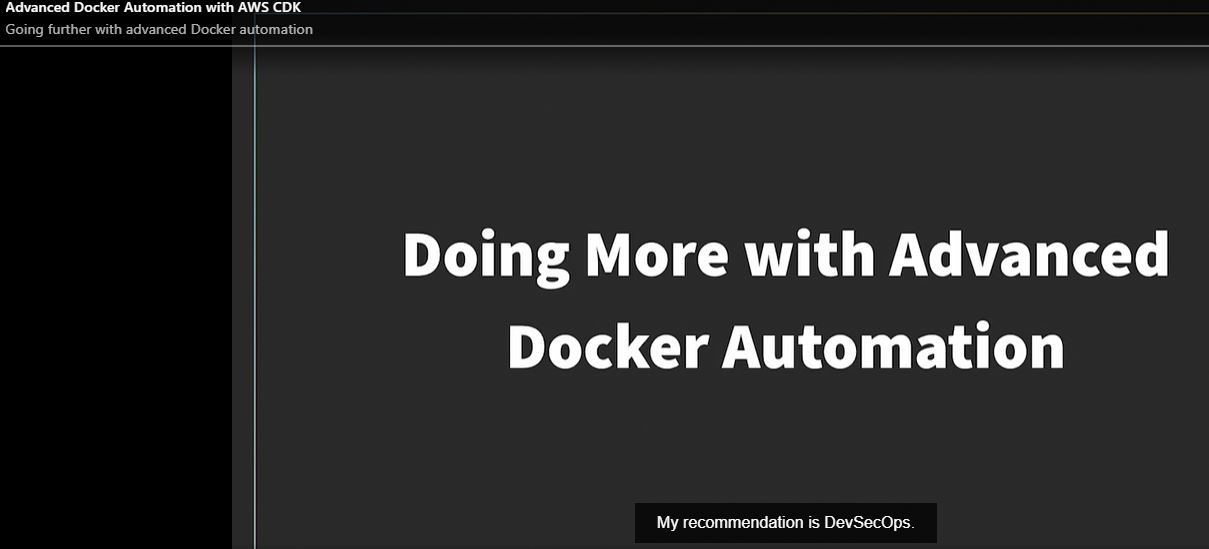 Advanced Docker Automation with AWS CDK
Going further with advanced Docker automation
Doing More with Advanced
Docker Automation
My recommendation is DevSecOps.